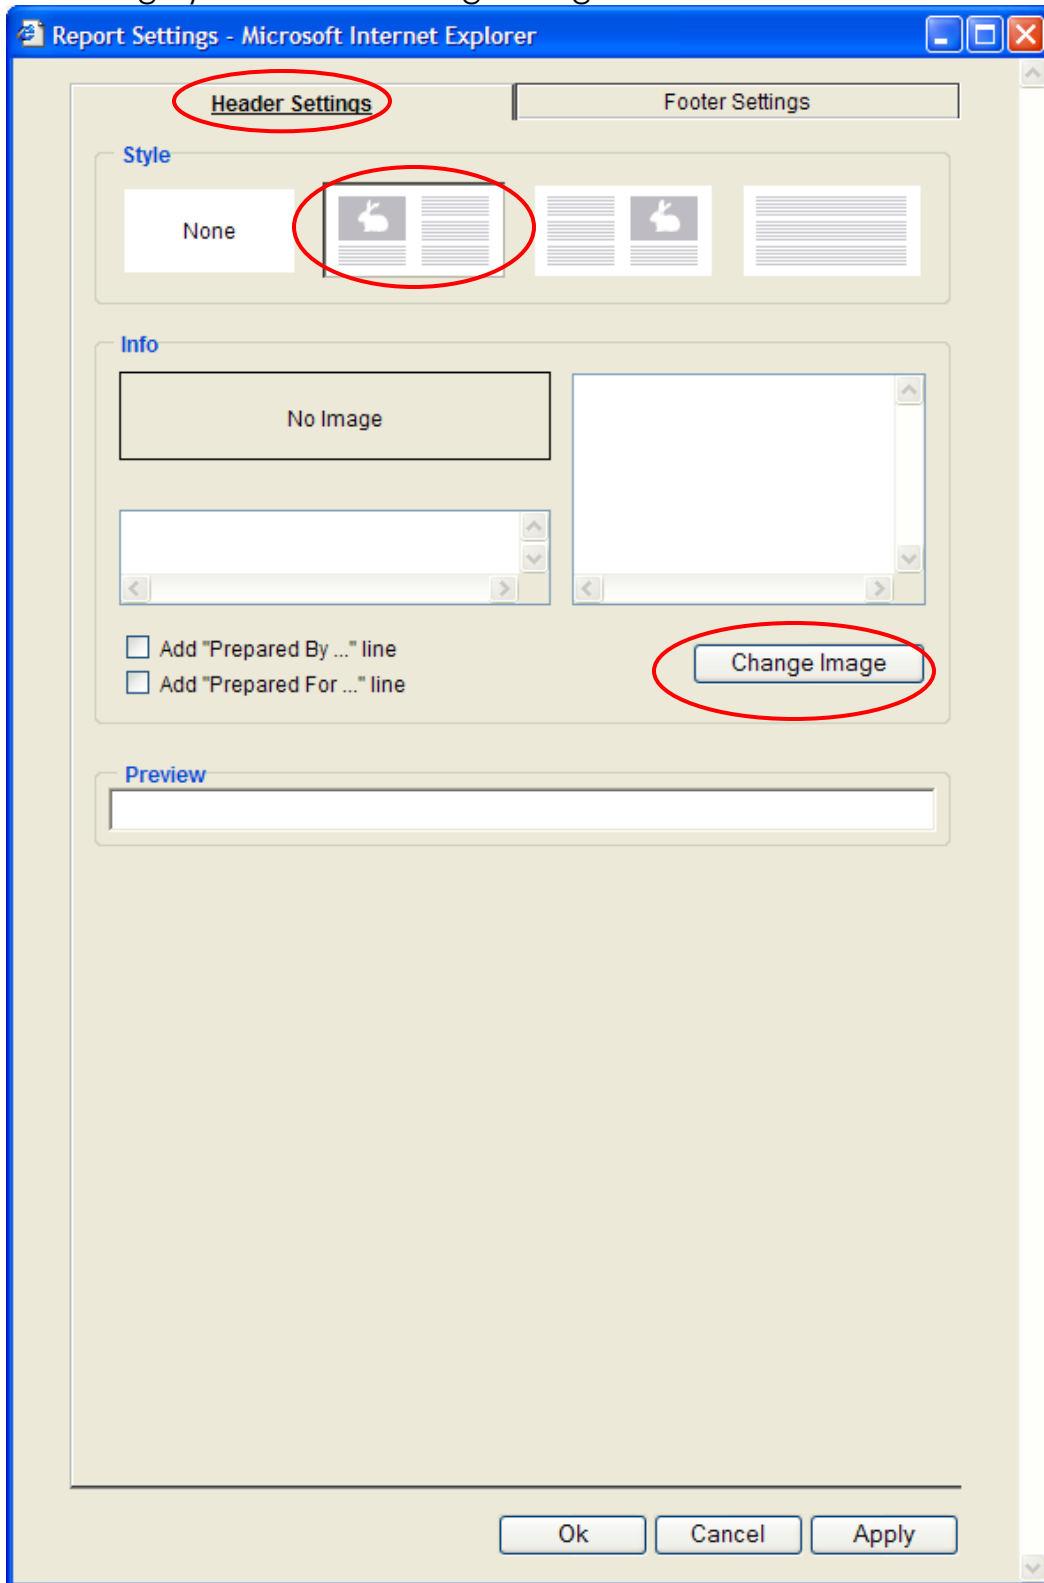 Report Settings - Microsoft Internet Explorer
Header Settings
Footer Settings
Style
None
Info
No Image
Add "Prepared By ..." line
Add "Prepared For ..." line
Change Image
Preview
Ok
Cancel
Apply